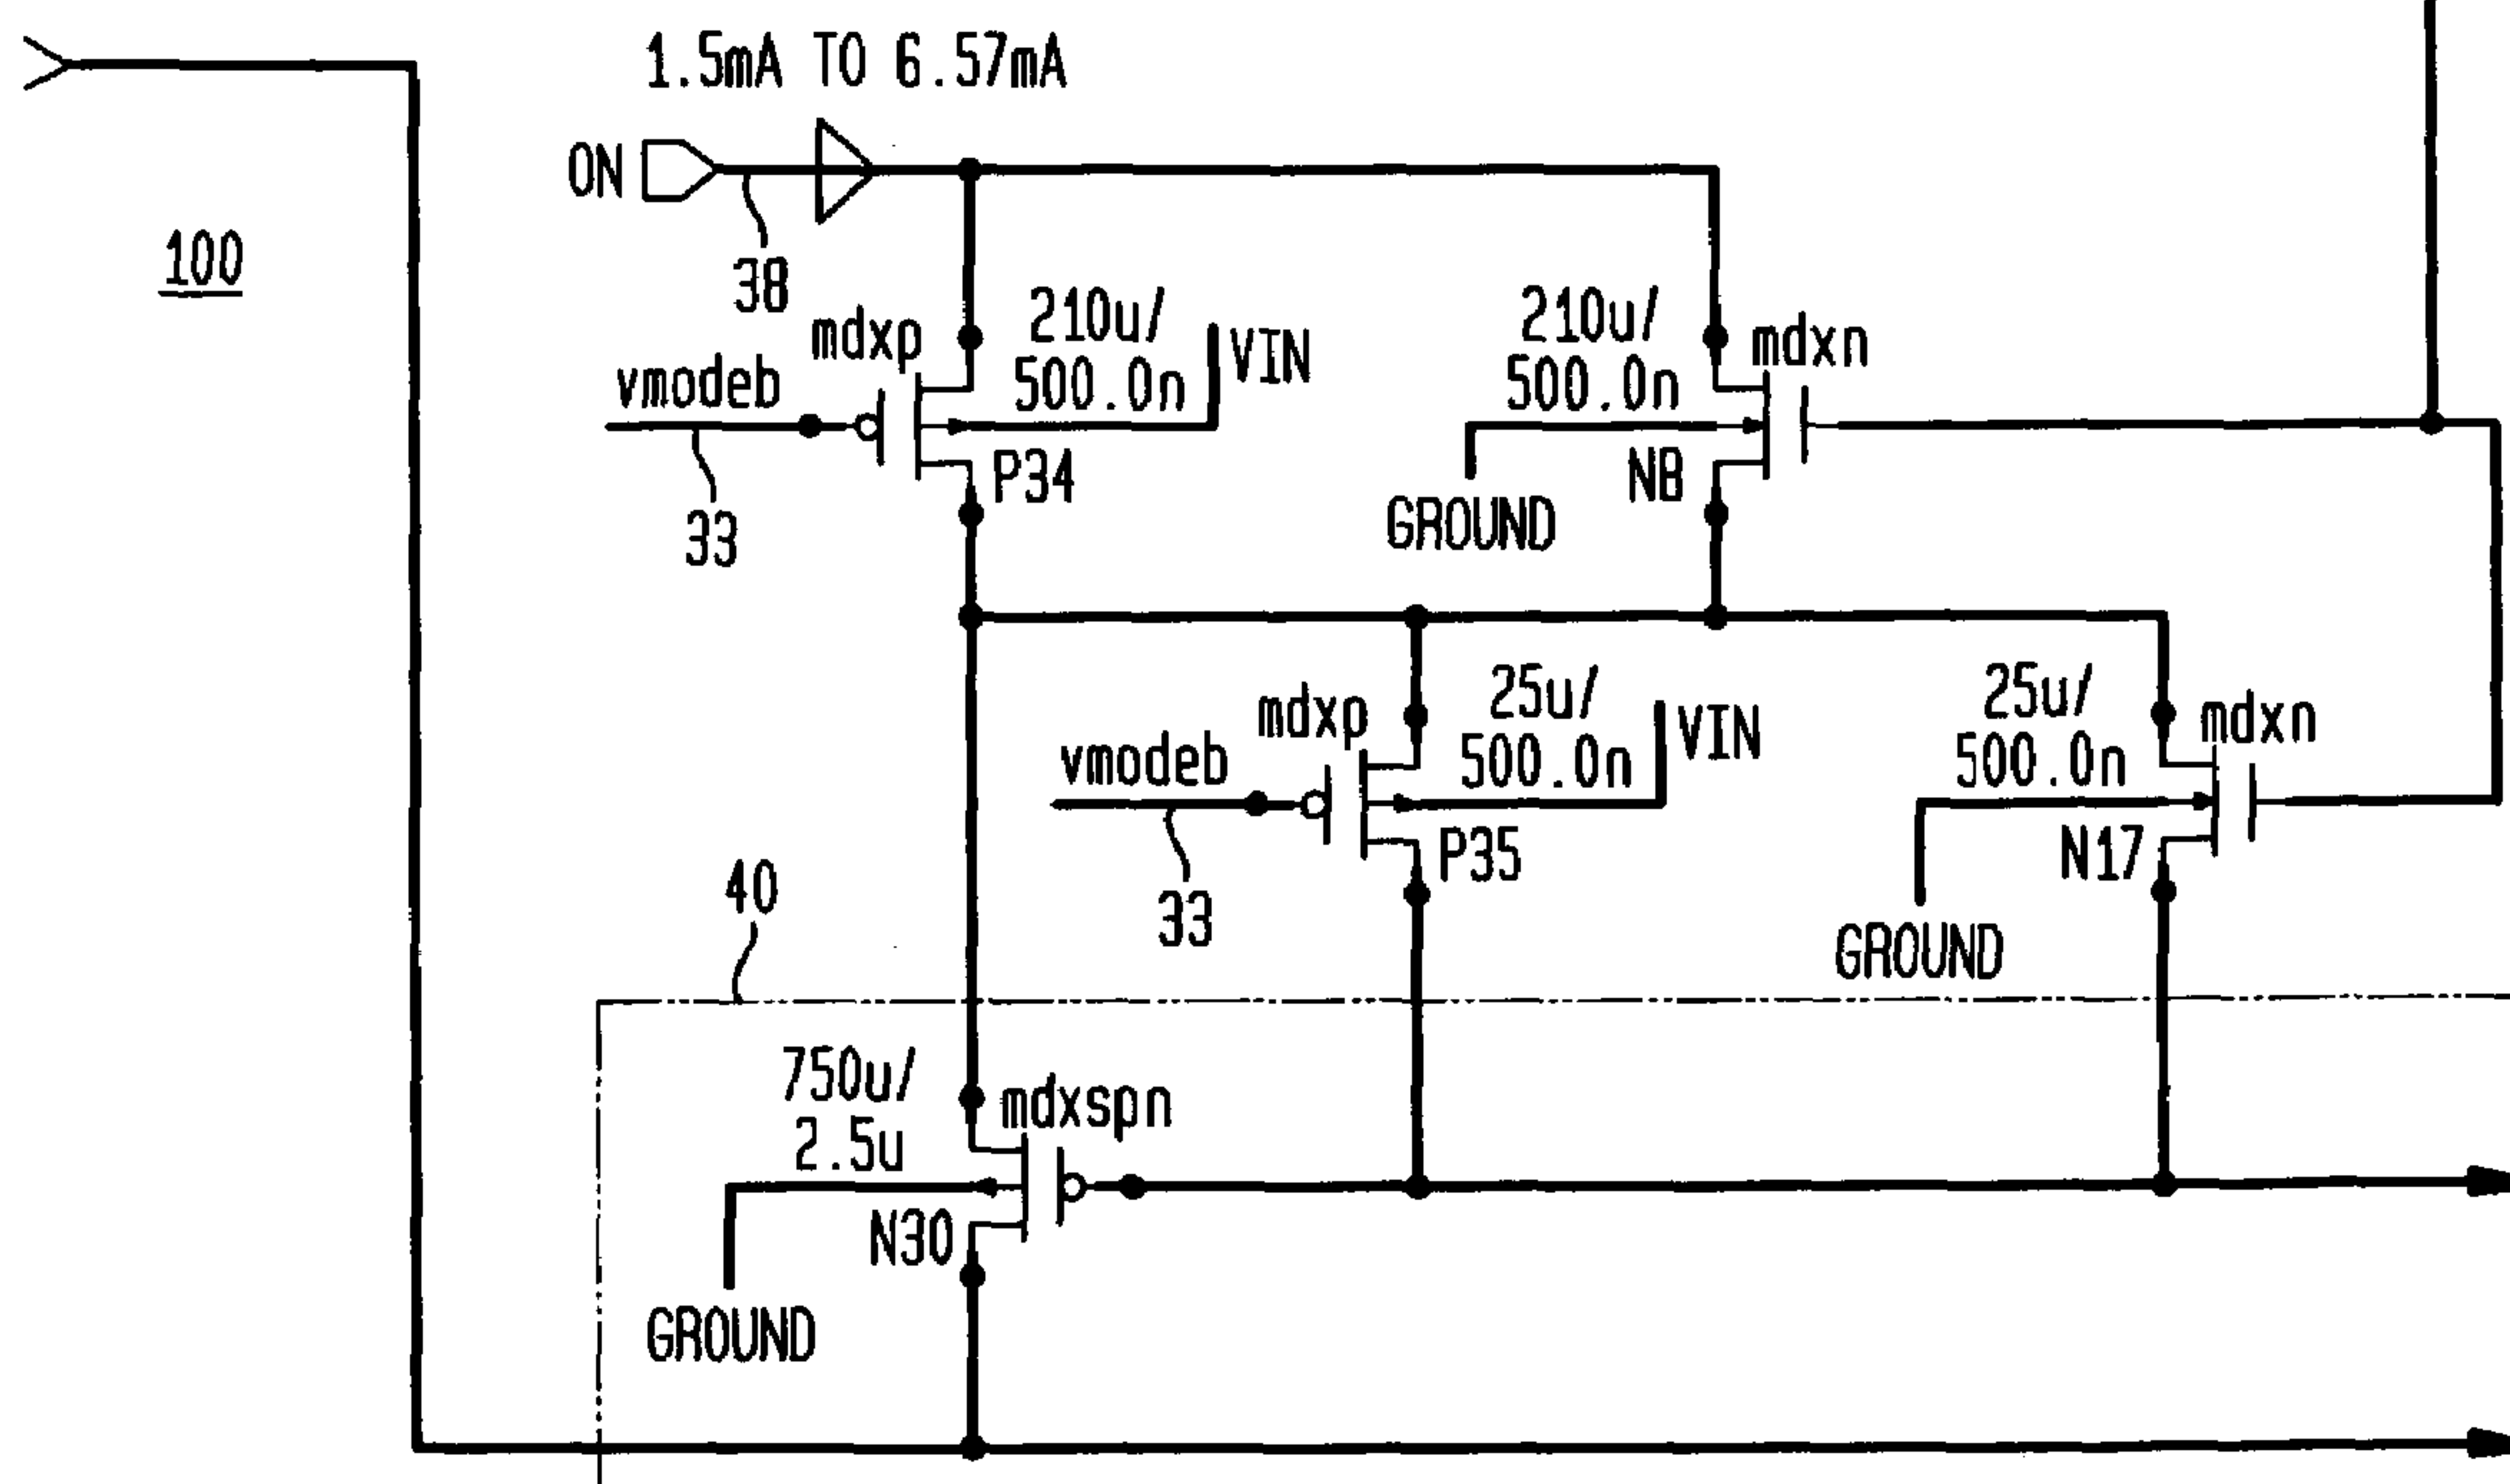 1.5mA TO 6.57mA
ON
100
38
210u/
500.0n
mdxp
VIN
vmodeb
P34
33
210u/
500.0n
mdxn
N8
GROUND
25u/
500.0n
mdxp
VIN
vmodeb
P35
33
25u/
500.0n
mdxn
N17
GROUND
40
750u/
2.5u
mdxspn
N30
GROUND